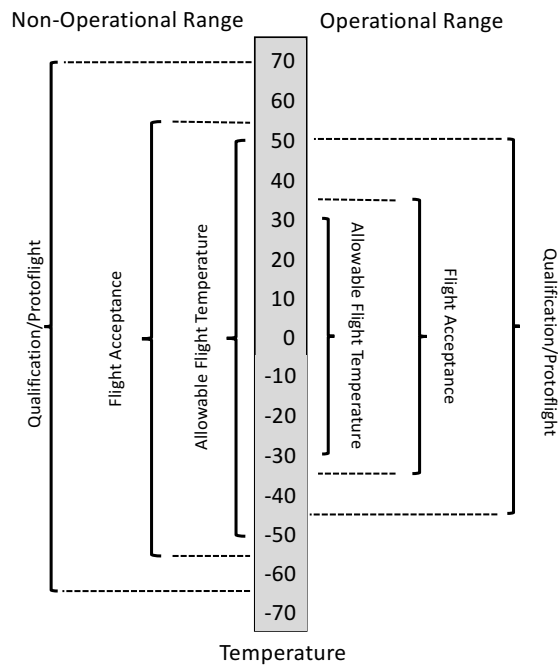 Non-Operational Range
Operational Range
70
60
50
40
30
20
10
0
-10
-20
-30
-40
-50
-60
-70
Qualification/Protoflight
Flight Acceptance
Allowable Flight Temperature
Allowable Flight Temperature
Flight Acceptance
Qualification/Protoflight
Temperature